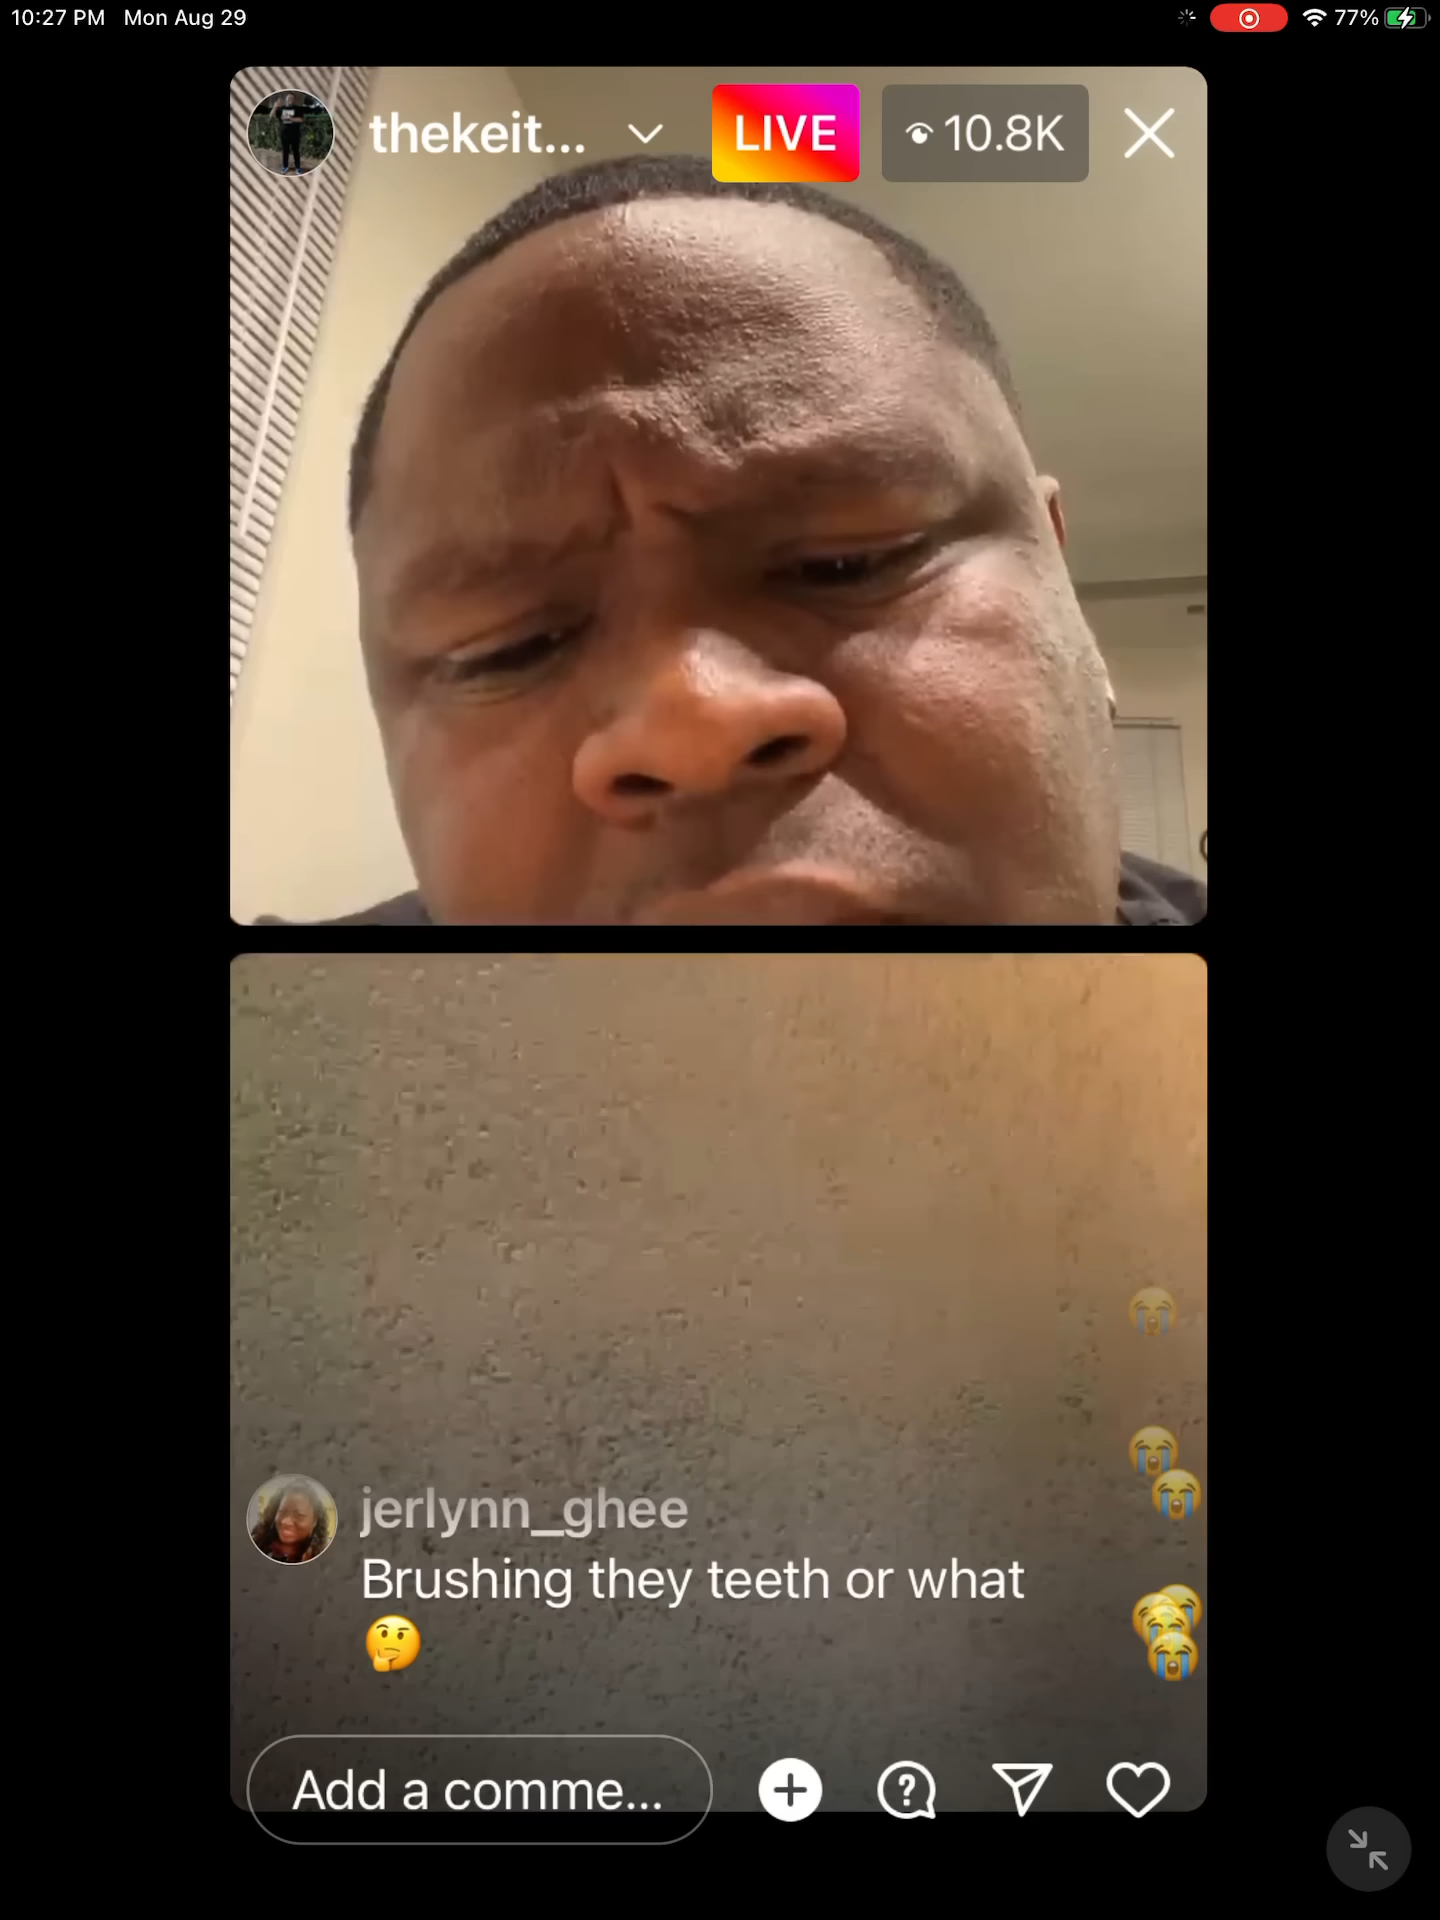 10:27 PM Mon Aug 29
77%
thekeit...
LIVE
10.8K
jerlynn_ghee
Brushing they teeth or what
🤔
Add a comme...